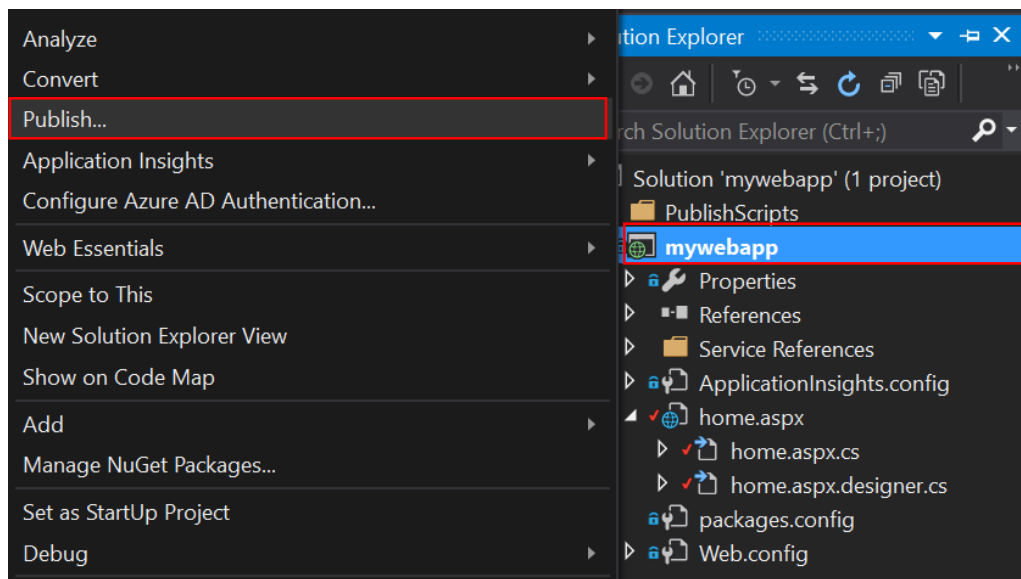 Analyze
Convert
Publish...
Application Insights
Configure Azure AD Authentication...
Web Essentials
Scope to This
New Solution Explorer View
Show on Code Map
Add
Manage NuGet Packages...
Set as StartUp Project
Debug
tion Explorer
rch Solution Explorer (Ctrl+;)
Solution 'mywebapp' (1 project)
PublishScripts
mywebapp
Properties
References
Service References
ApplicationInsights.config
home.aspx
home.aspx.cs
home.aspx.designer.cs
packages.config
Web.config